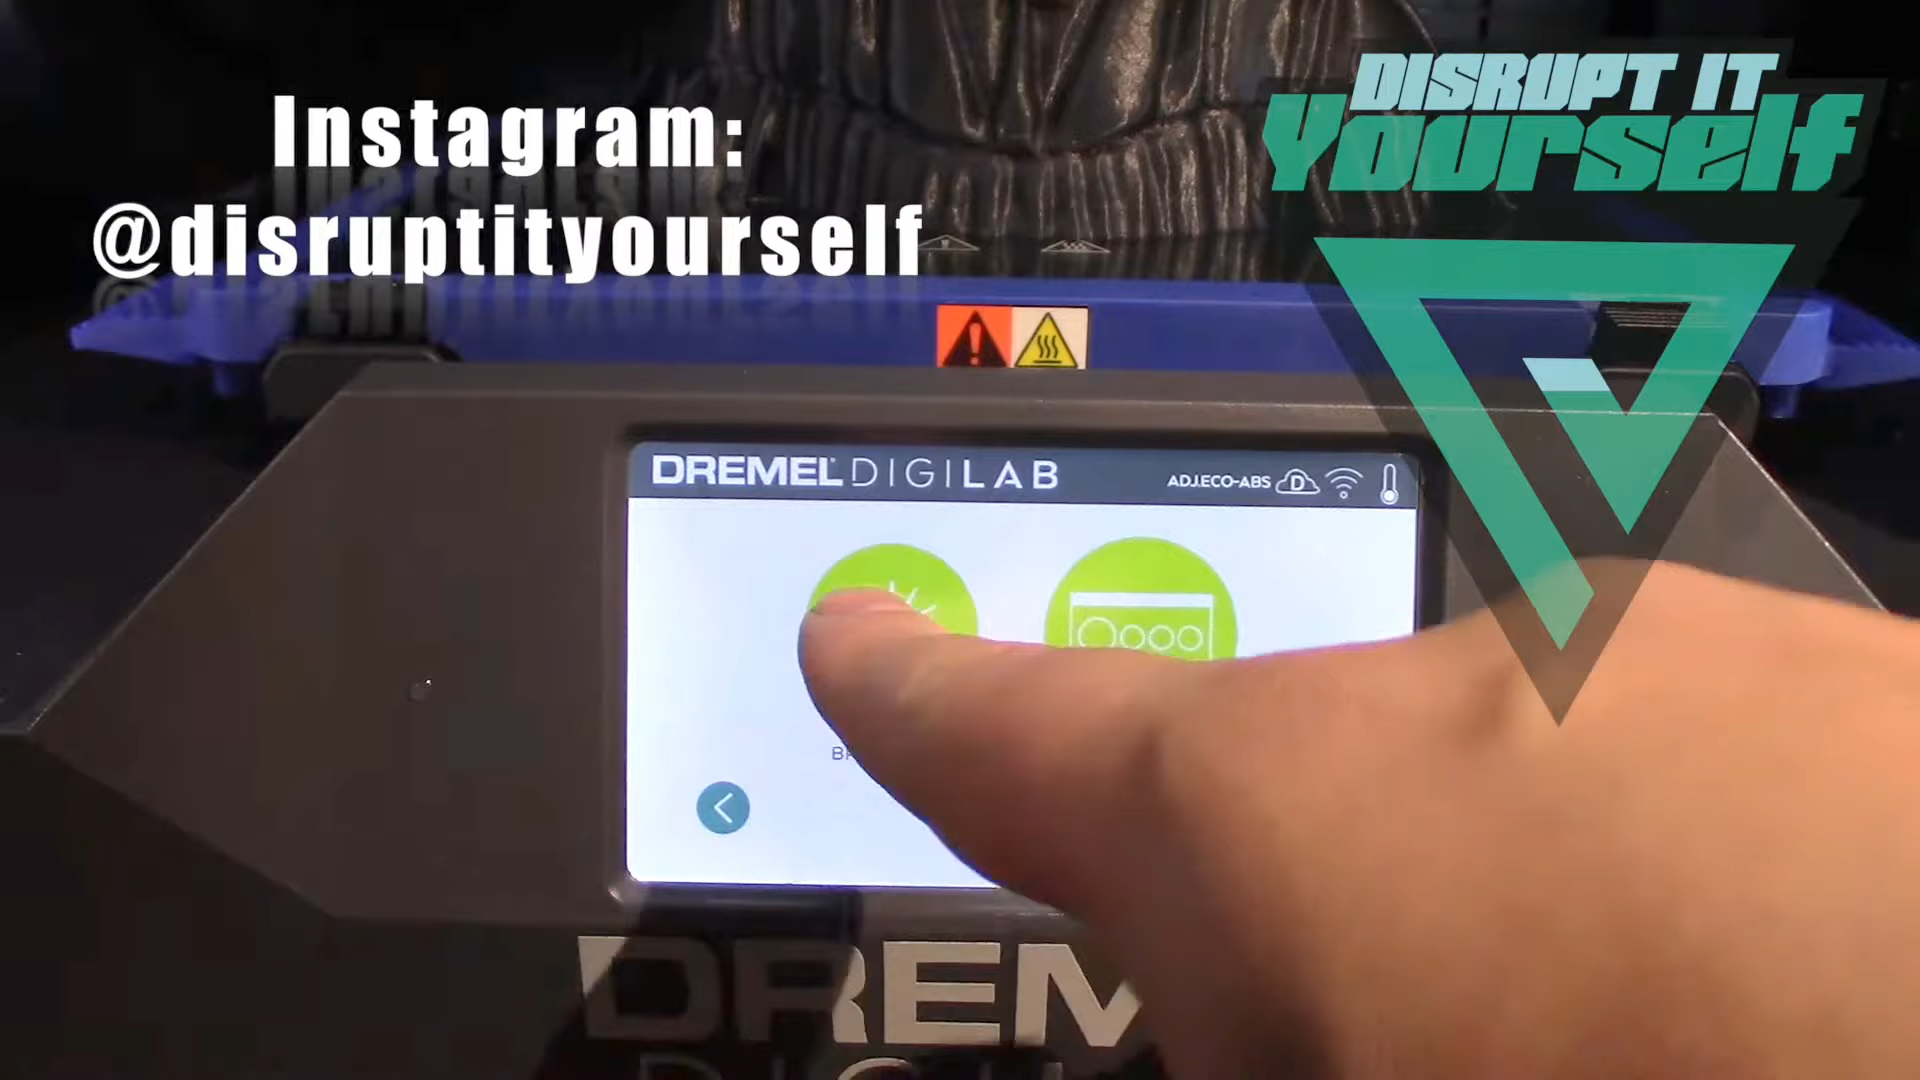 Instagram:
@disruptityourself
DISRUPT IT
Yourself
DREMEL DIGILAB
ADJ.ECO-ABS
D
DREM